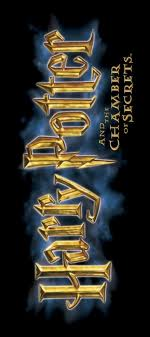 Harry Potter
AND THE
CHAMBER
OF SECRETS.